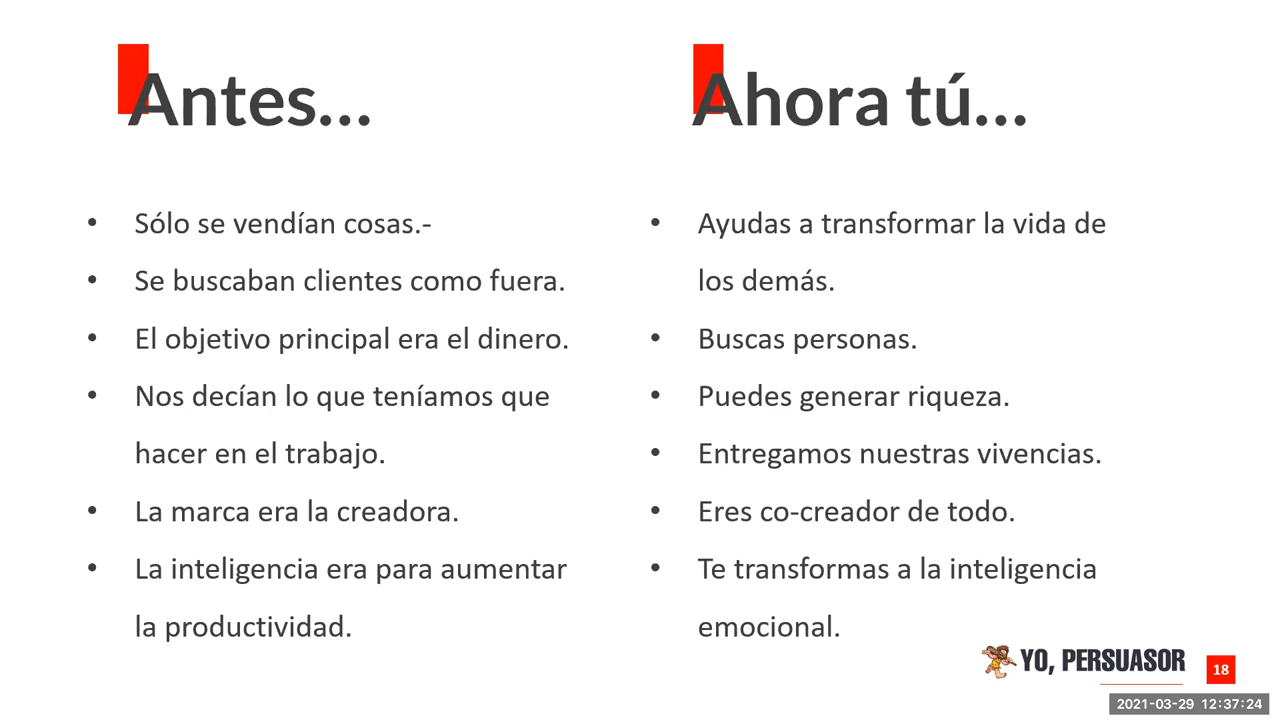 Antes...
• Sólo se vendían cosas.-
• Se buscaban clientes como fuera.
• El objetivo principal era el dinero.
• Nos decían lo que teníamos que
hacer en el trabajo.
• La marca era la creadora.
• La inteligencia era para aumentar
la productividad.
Ahora tú...
• Ayudas a transformar la vida de
los demás.
• Buscas personas.
• Puedes generar riqueza.
• Entregamos nuestras vivencias.
• Eres co-creador de todo.
• Te transformas a la inteligencia
emocional.
YO, PERSUASOR
18
2021-03-29 12:37:24